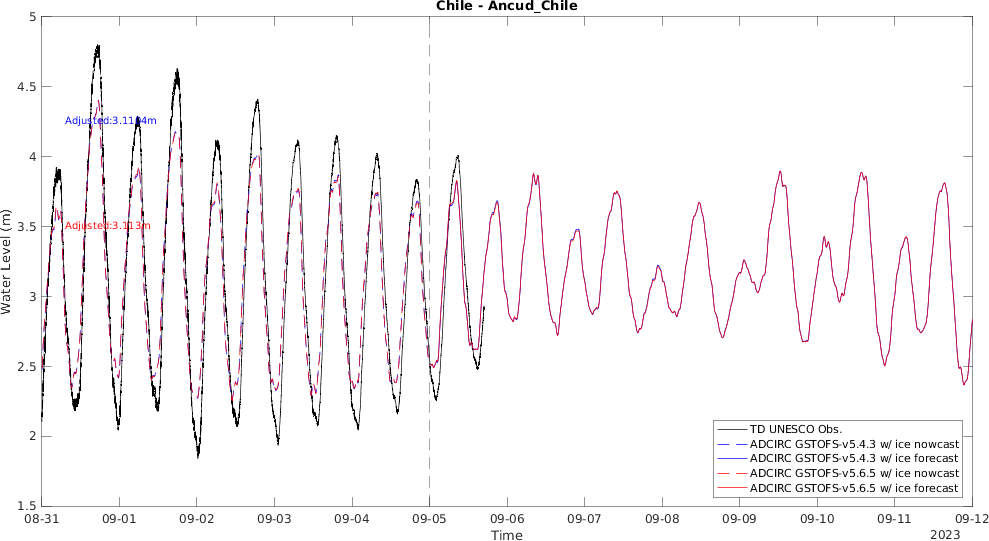 Chile - Ancud_Chile
Water Level (m)
5
4.5
4
3.5
3
2.5
2
1.5
Adjusted:3.1194m
Adjusted:3.113m
TD UNESCO Obs.
ADCIRC GSTOFS-v5.4.3 w/ ice nowcast
ADCIRC GSTOFS-v5.4.3 w/ ice forecast
ADCIRC GSTOFS-v5.6.5 w/ ice nowcast
ADCIRC GSTOFS-v5.6.5 w/ ice forecast
08-31 09-01 09-02 09-03 09-04 09-05 09-06 09-07 09-08 09-09 09-10 09-11 09-12
Time
2023